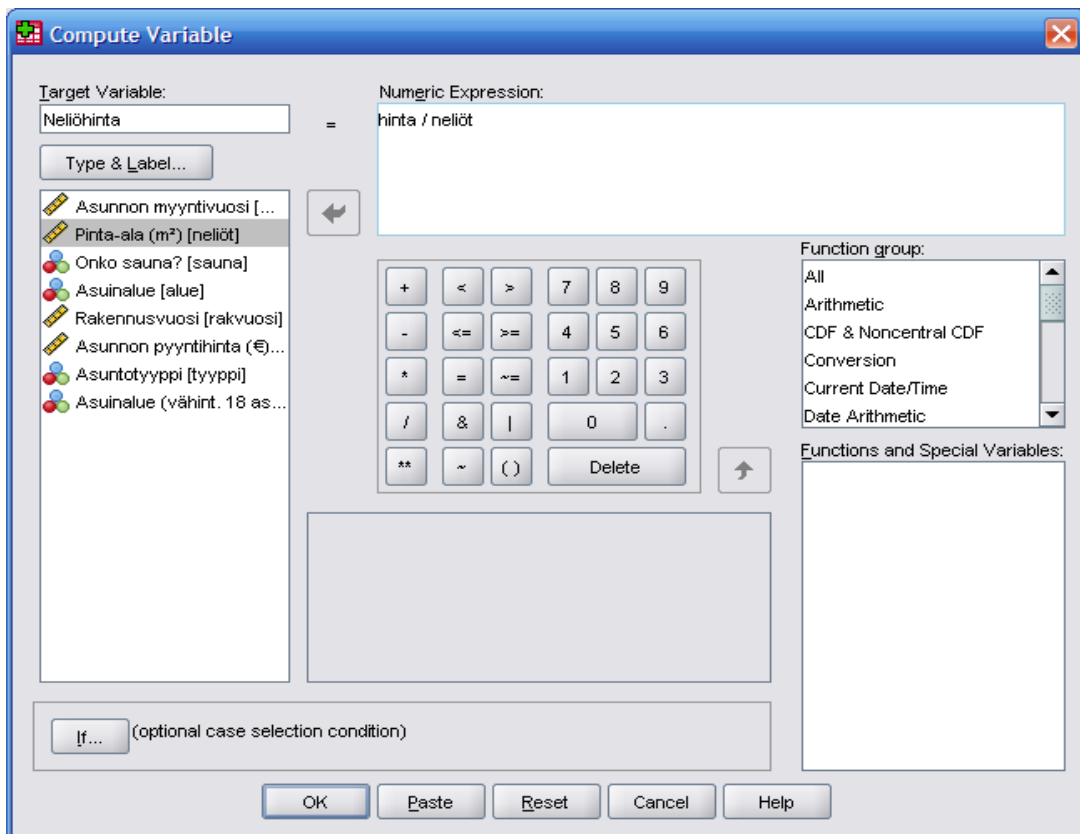 Compute Variable
Target Variable:
Neliöhinta
=
Numeric Expression:
hinta / neliöt
Type & Label...
Asunnon myyntivuosi [...
Pinta-ala (m²) [neliöt]
Onko sauna? [sauna]
Asuinalue [alue]
Rakennusvuosi [rakvuosi]
Asunnon pyyntihinta (€)...
Asuntotyyppi [tyyppi]
Asuinalue (vähint. 18 as...
+ < > 7 8 9
- <= >= 4 5 6
* = ~= 1 2 3
/ & | 0 .
** ~ ( ) Delete
Function group:
All
Arithmetic
CDF & Noncentral CDF
Conversion
Current Date/Time
Date Arithmetic
Functions and Special Variables:
If... (optional case selection condition)
OK Paste Reset Cancel Help